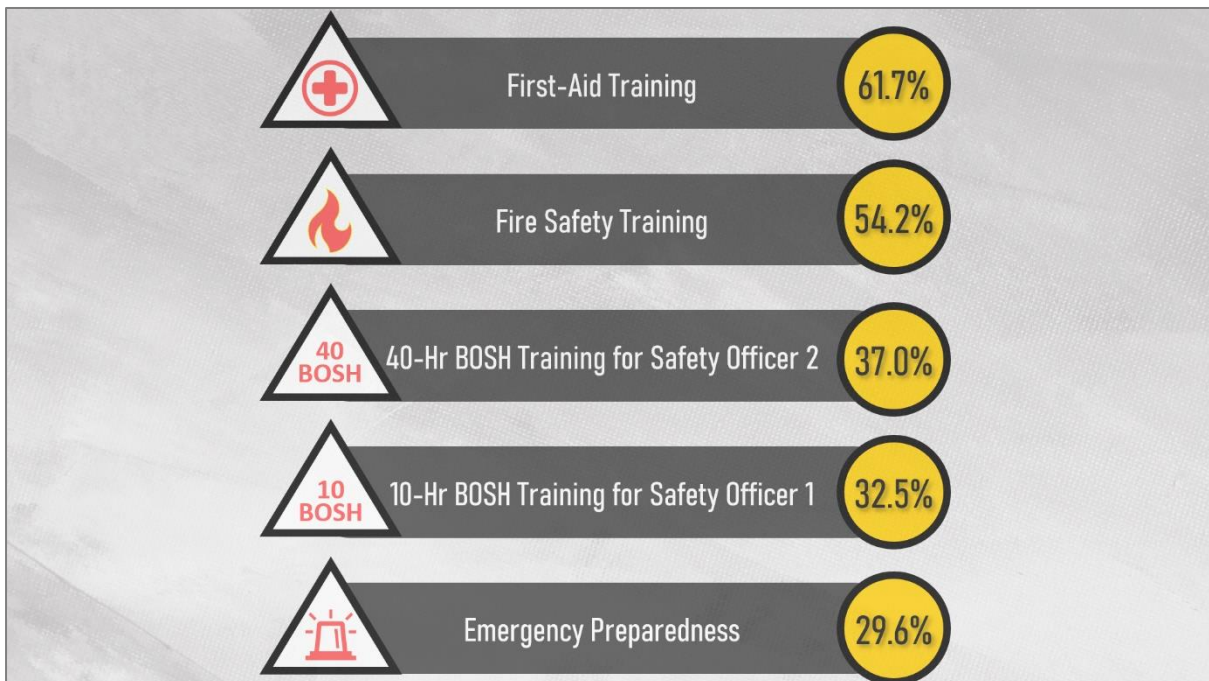 First-Aid Training 61.7%
Fire Safety Training 54.2%
40 BOSH 40-Hr BOSH Training for Safety Officer 2 37.0%
10 BOSH 10-Hr BOSH Training for Safety Officer 1 32.5%
Emergency Preparedness 29.6%